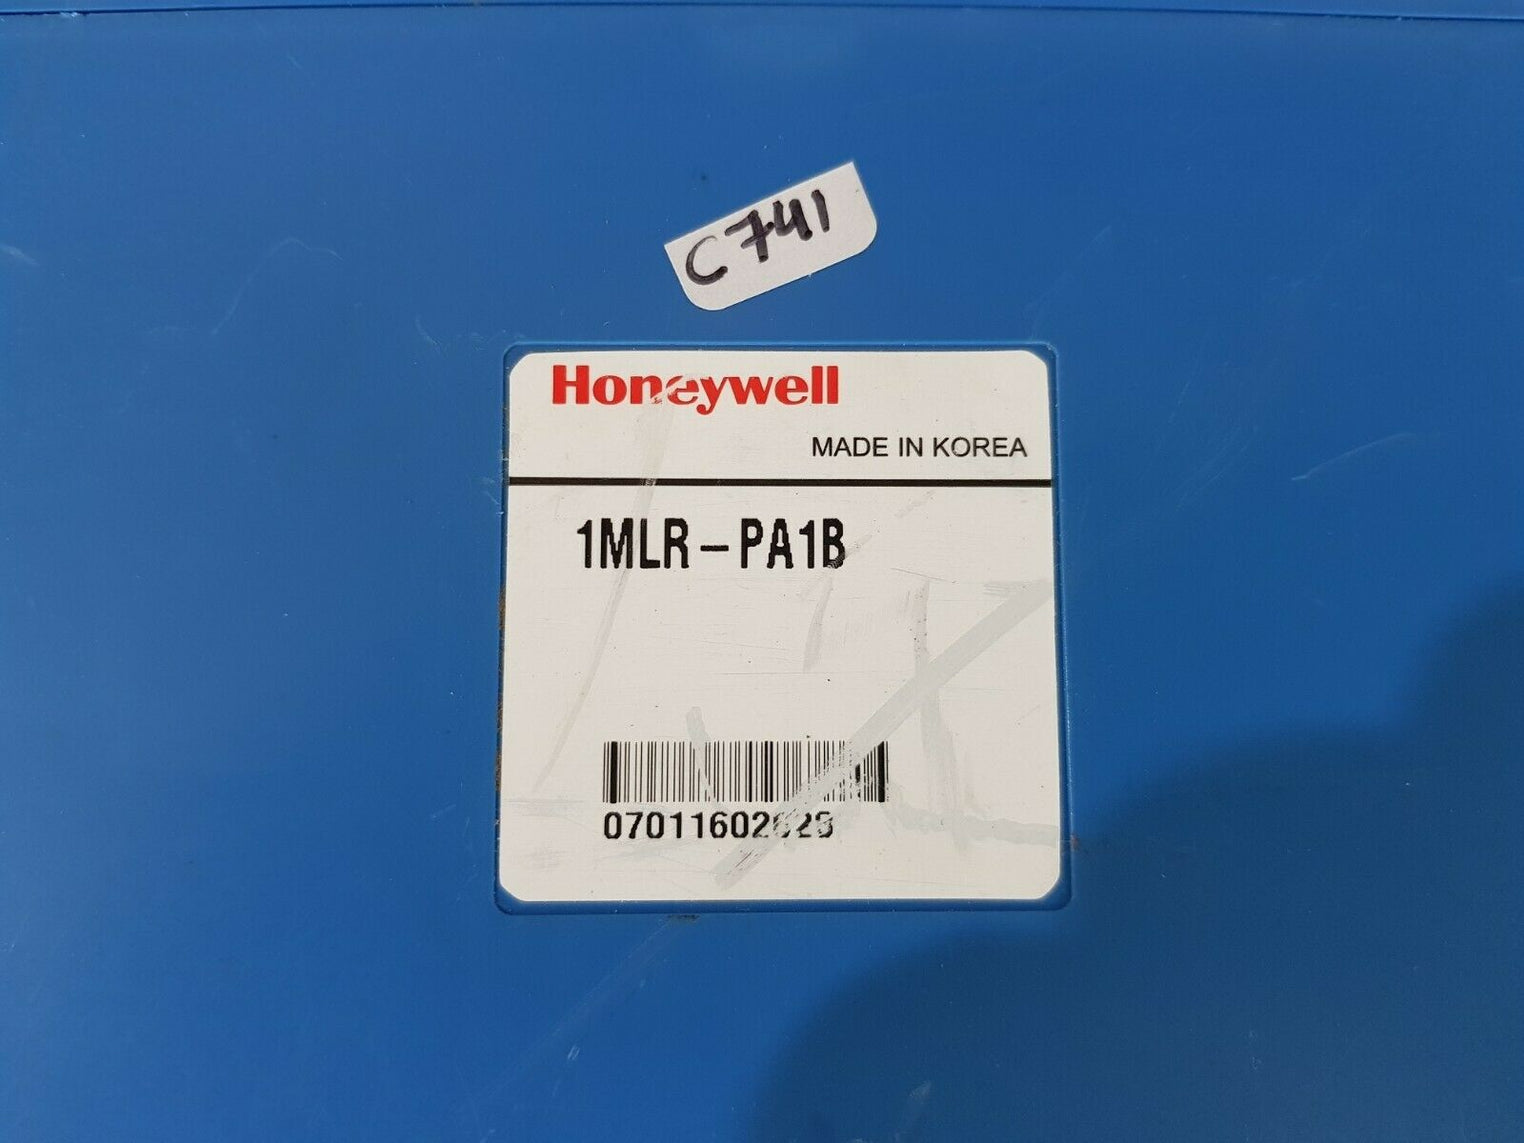 C741
Honeywell
MADE IN KOREA
1MLR-PA1B